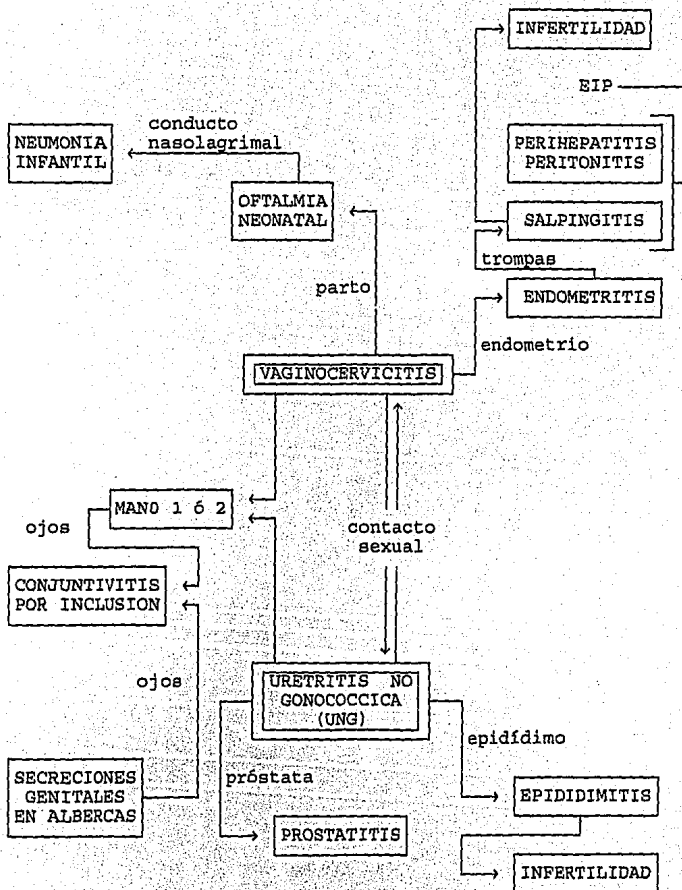 INFERTILIDAD
EIP
conducto
nasolagrimal
NEUMONIA
INFANTIL
PERIHEPATITIS
PERITONITIS
OFTALMIA
NEONATAL
SALPINGITIS
trompas
parto
ENDOMETRITIS
endometrio
VAGINOCERVICITIS
MANO 1 ó 2
ojos
contacto
sexual
CONJUNTIVITIS
POR INCLUSION
ojos
URETRITIS NO
GONOCOCCICA
(UNG)
epidídimo
SECRECIONES
GENITALES
EN ALBERCAS
próstata
EPIDIDIMITIS
PROSTATITIS
INFERTILIDAD